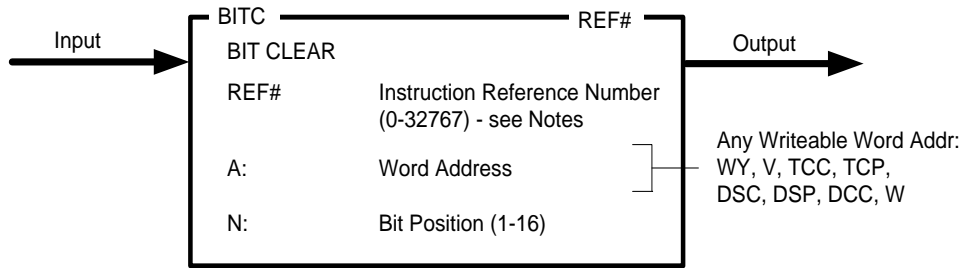 BITC REF#
Input
BIT CLEAR
Output
REF# Instruction Reference Number
(0-32767) - see Notes
Any Writeable Word Addr:
A: Word Address
WY, V, TCC, TCP,
DSC, DSP, DCC, W
N: Bit Position (1-16)